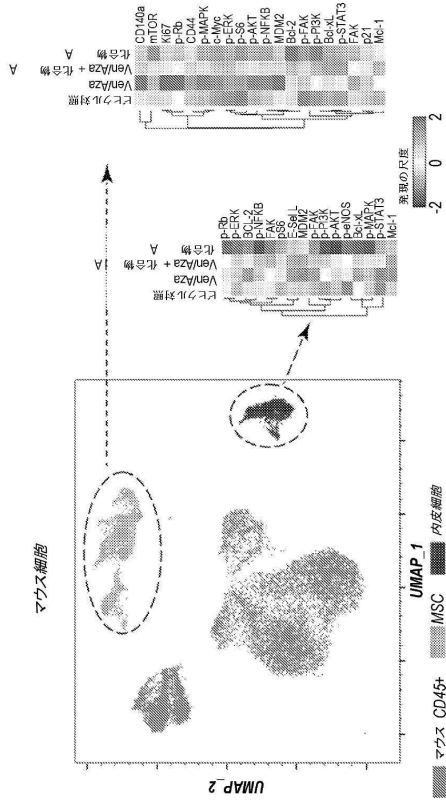 マウス細胞
UMAP_2
UMAP_1
マウス CD45+
MSC
内皮細胞
ビヒクル対照
Ven/Aza
Ven/Aza + 化合物 A
化合物 A
CD140a
mTOR
Ki67
p-Rb
CD44
p-MAPK
c-Myc
p-ERK
p-S6
p-AKT
p-NFKB
MDM2
Bcl-2
p-FAK
p-PI3K
Bcl-xL
p-STAT3
FAK
p21
Mcl-1
ビヒクル対照
Ven/Aza
Ven/Aza + 化合物 A
化合物 A
p-Rb
p-ERK
BCL-2
p-NFKB
FAK
pS6
E-SelL
MDM2
p-FAK
p-PI3K
p-AKT
p-eNOS
Bcl-xL
p-MAPK
p-STAT3
Mcl-1
発現の尺度
-2 0 2